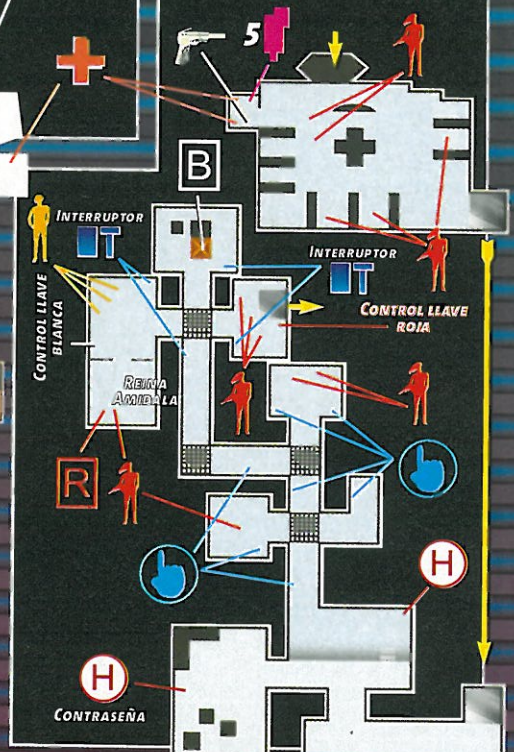 5
B
INTERRUPTOR
INTERRUPTOR
CONTROL LLAVE
BLANCA
CONTROL LLAVE
ROJA
REINA
AMIDALA
R
H
H
CONTRASEÑA